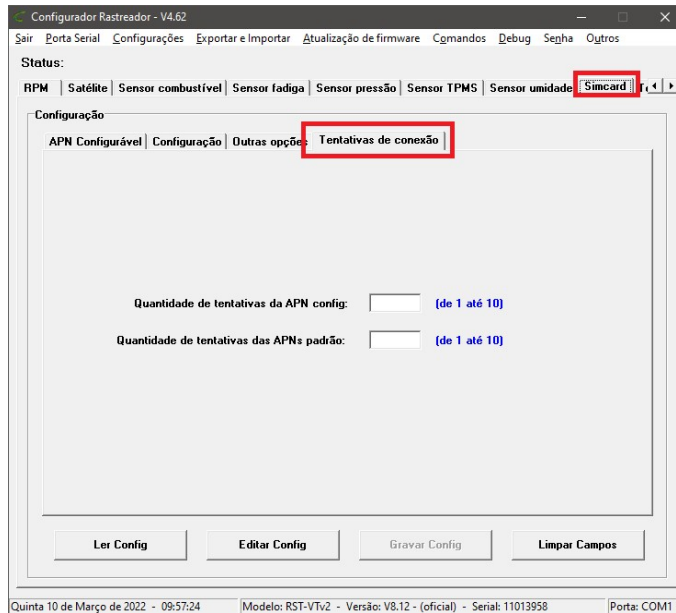 Configurador Rastreador - V4.62
Sair Porta Serial Configurações Exportar e Importar Atualização de firmware Comandos Debug Senha Outros
Status:
RPM Satélite Sensor combustível Sensor fadiga Sensor pressão Sensor TPMS Sensor umidade Simcard
Configuração
APN Configurável Configuração Outras opções Tentativas de conexão
Quantidade de tentativas da APN config: (de 1 até 10)
Quantidade de tentativas das APNs padrão: (de 1 até 10)
Ler Config Editar Config Gravar Config Limpar Campos
Quinta 10 de Março de 2022 - 09:57:24 Modelo: RST-VTv2 - Versão: V8.12 - (oficial) - Serial: 11013958 Porta: COM1